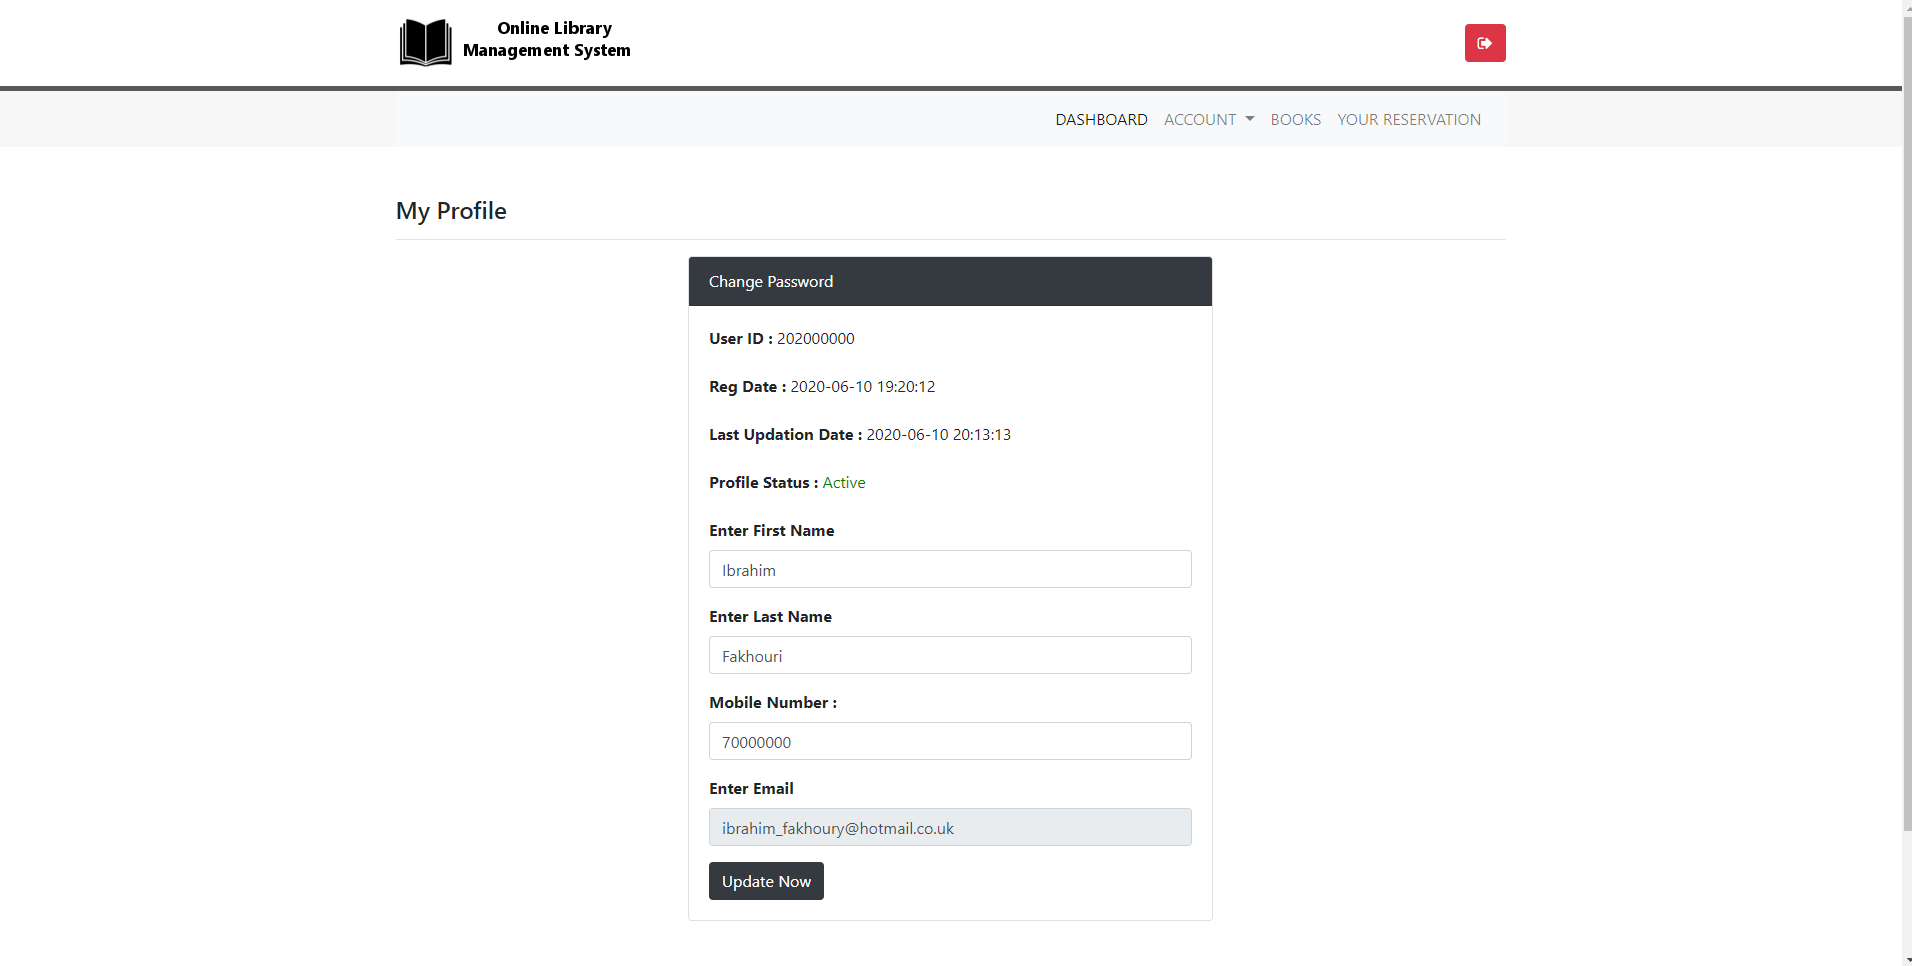 Online Library
Management System
DASHBOARD ACCOUNT BOOKS YOUR RESERVATION
My Profile
Change Password
User ID : 202000000
Reg Date : 2020-06-10 19:20:12
Last Updation Date : 2020-06-10 20:13:13
Profile Status : Active
Enter First Name
Ibrahim
Enter Last Name
Fakhouri
Mobile Number :
70000000
Enter Email
ibrahim_fakhoury@hotmail.co.uk
Update Now